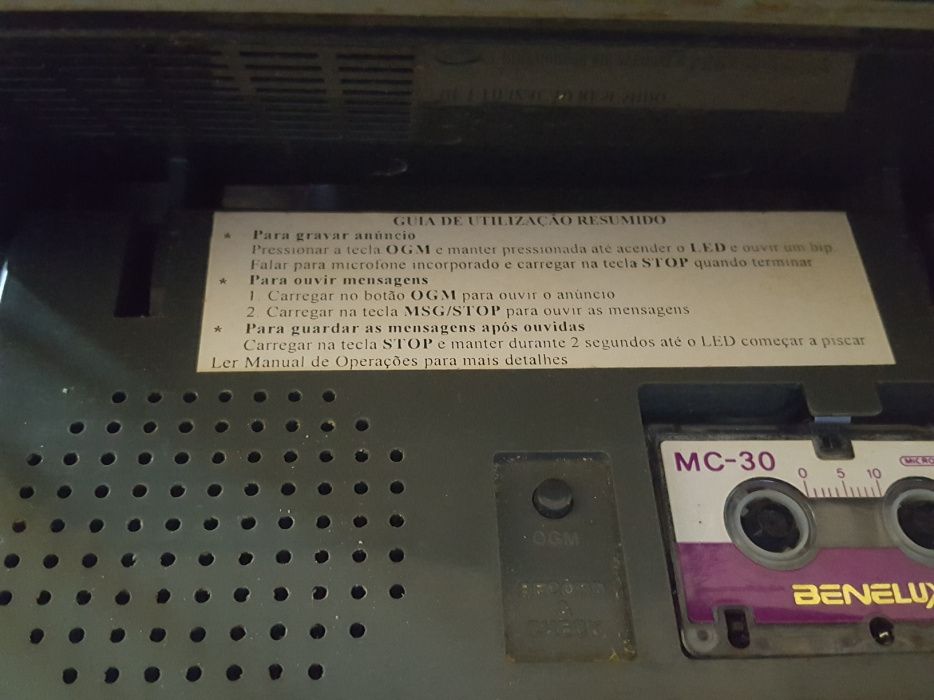 GUIA DE UTILIZAÇÃO RESUMIDO
* Para gravar anúncio
Pressionar a tecla OGM e manter pressionada até acender o LED e ouvir um bip.
Falar para microfone incorporado e carregar na tecla STOP quando terminar
* Para ouvir mensagens
1. Carregar no botão OGM para ouvir o anúncio
2. Carregar na tecla MSG/STOP para ouvir as mensagens
* Para guardar as mensagens após ouvidas
Carregar na tecla STOP e manter durante 2 segundos até o LED começar a piscar
Ler Manual de Operações para mais detalhes
MC-30
0 5 10
MICRO
BENELUX
OGM
RECORD
&
CHECK